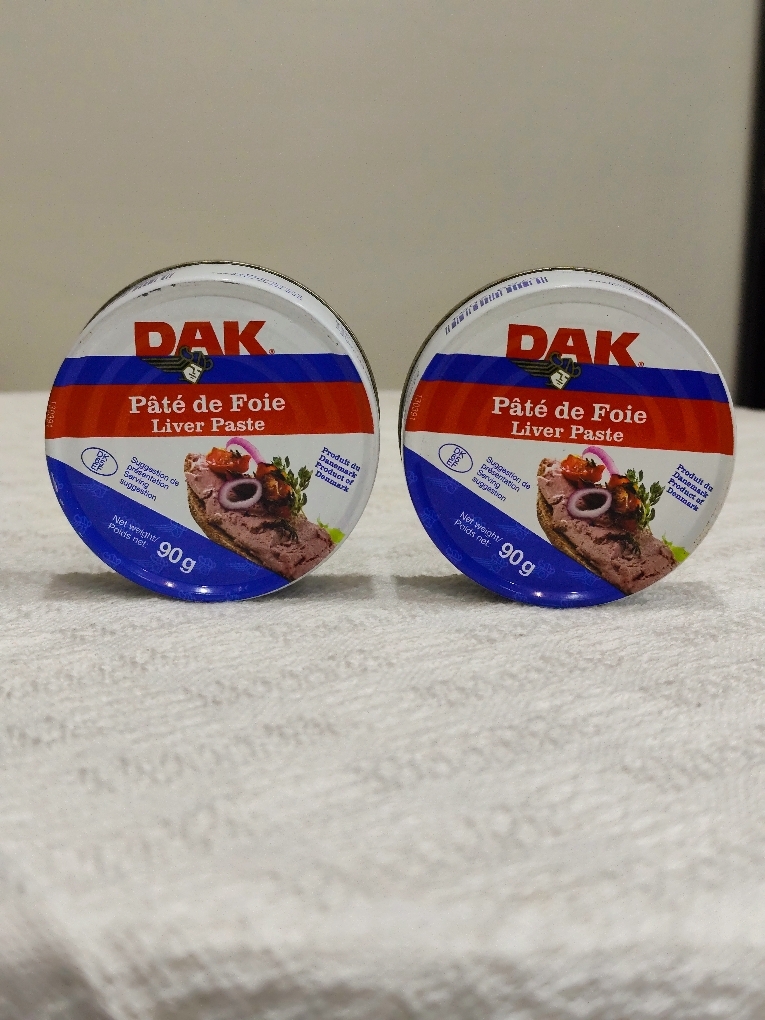 DAK
Pâté de Foie
Liver Paste
DK
M200
EFTA
Suggestion de
présentation
Serving
suggestion
Produit du
Danemark
Product of
Denmark
Net weight/
Poids net.
90g
DAK
Pâté de Foie
Liver Paste
DK
Suggestion de
présentation
Serving
suggestion
Produit du
Danemark
Product of
Denmark
Net weight/
Poids net.
90g